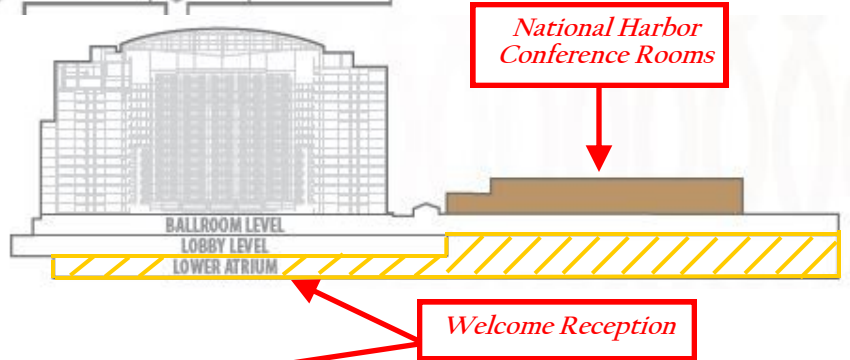 National Harbor
Conference Rooms
BALLROOM LEVEL
LOBBY LEVEL
LOWER ATRIUM
Welcome Reception